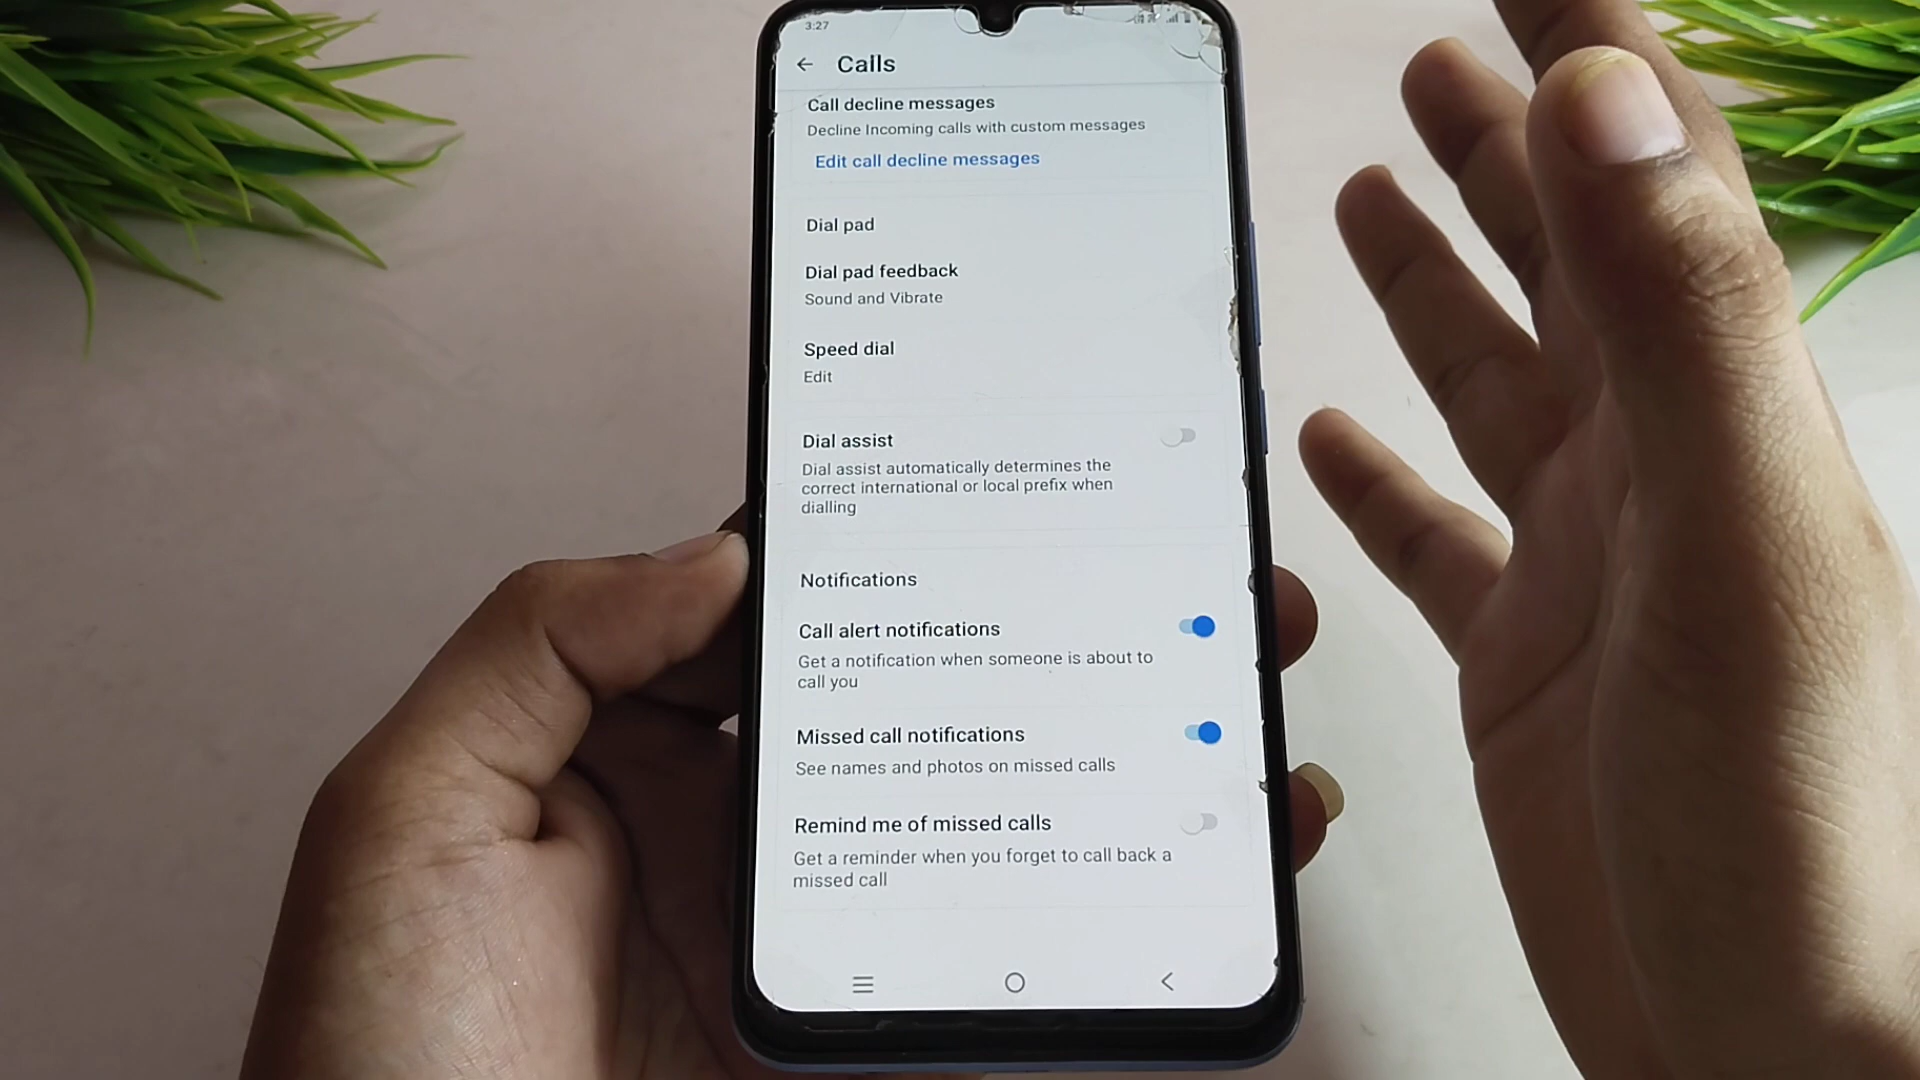 3:27
Calls
Call decline messages
Decline Incoming calls with custom messages
Edit call decline messages
Dial pad
Dial pad feedback
Sound and Vibrate
Speed dial
Edit
Dial assist
Dial assist automatically determines the
correct international or local prefix when
dialling
Notifications
Call alert notifications
Get a notification when someone is about to
call you
Missed call notifications
See names and photos on missed calls
Remind me of missed calls
Get a reminder when you forget to call back a
missed call